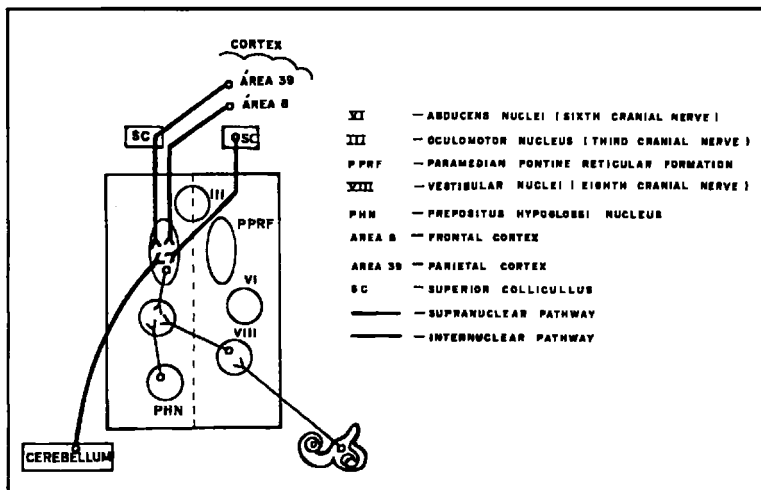 CORTEX
ÁREA 39
ÁREA 8
SC
SC
III
PPRF
VI
VIII
PHN
CEREBELLUM
VI – ABDUCENS NUCLEI [SIXTH CRANIAL NERVE]
III – OCULOMOTOR NUCLEUS [THIRD CRANIAL NERVE]
PPRF – PARAMEDIAN PONTINE RETICULAR FORMATION
VIII – VESTIBULAR NUCLEI [EIGHTH CRANIAL NERVE]
PHN – PREPOSITUS HYPOGLOSSI NUCLEUS
ÁREA 8 – FRONTAL CORTEX
AREA 39 – PARIETAL CORTEX
SC – SUPERIOR COLLICULLUS
– SUPRANUCLEAR PATHWAY
– INTERNUCLEAR PATHWAY